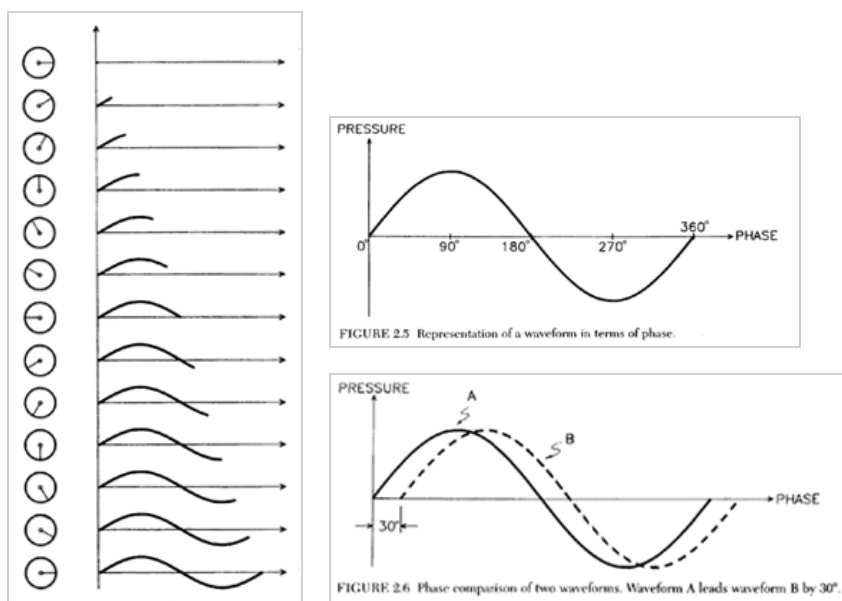 PRESSURE
0° 90° 180° 270° 360° PHASE
FIGURE 2.5 Representation of a waveform in terms of phase.
PRESSURE
A
B
PHASE
30°
FIGURE 2.6 Phase comparison of two waveforms. Waveform A leads waveform B by 30°.